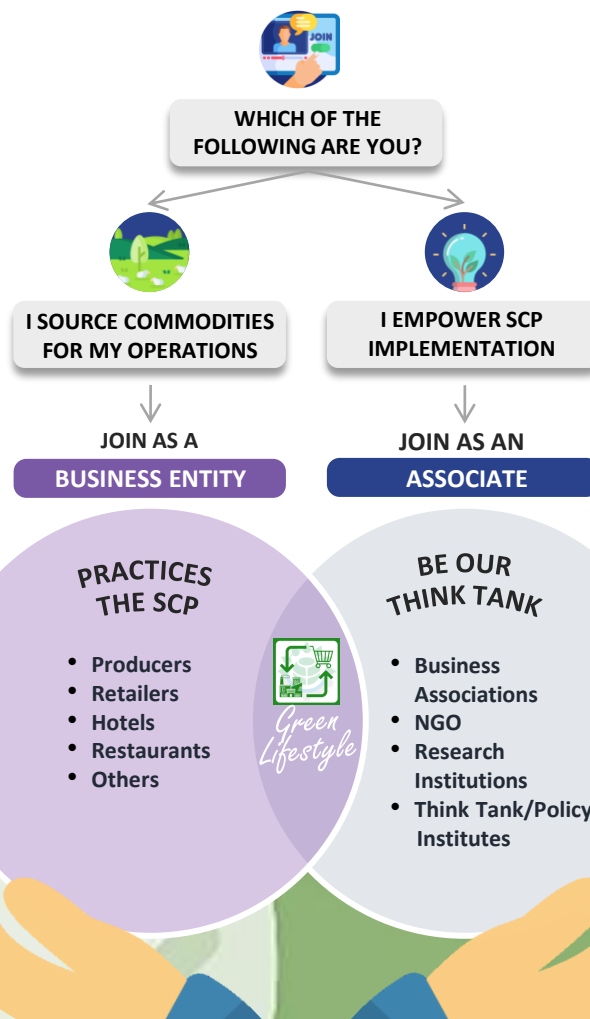 JOIN
WHICH OF THE
FOLLOWING ARE YOU?
I SOURCE COMMODITIES
FOR MY OPERATIONS
JOIN AS A
BUSINESS ENTITY
PRACTICES
THE SCP
• Producers
• Retailers
• Hotels
• Restaurants
• Others
Green
Lifestyle
I EMPOWER SCP
IMPLEMENTATION
JOIN AS AN
ASSOCIATE
BE OUR
THINK TANK
• Business
Associations
• NGO
• Research
Institutions
• Think Tank/Policy
Institutes